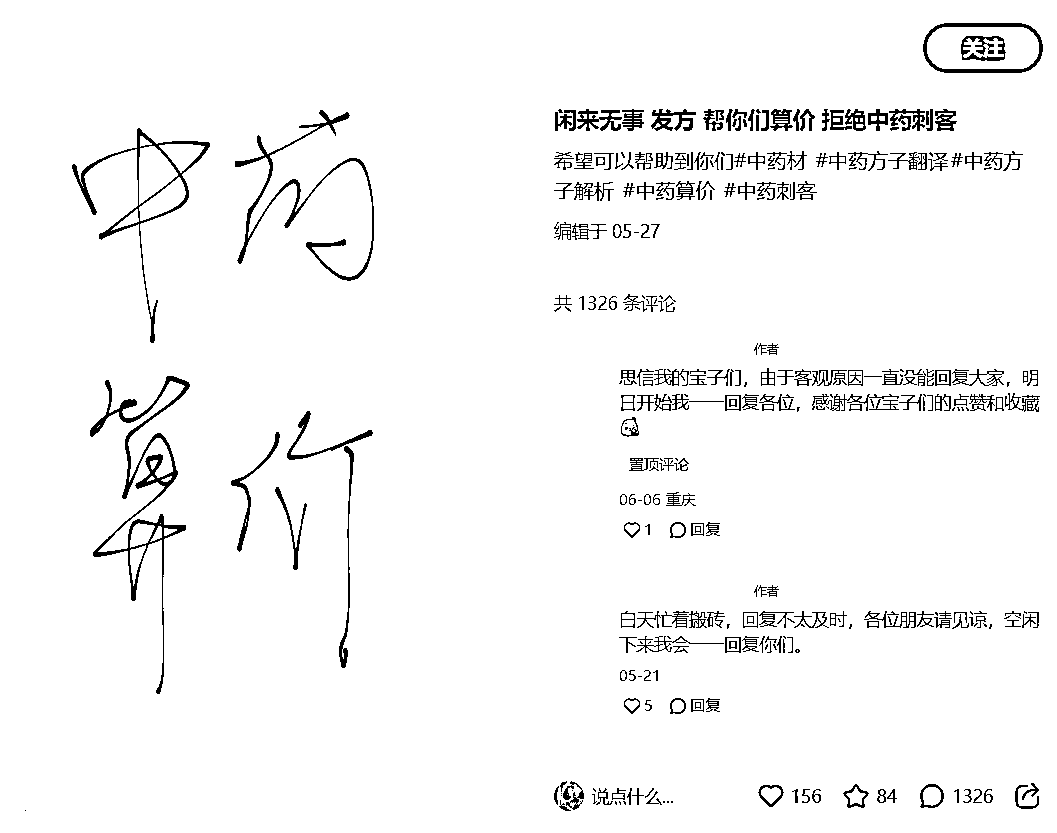 中药
算价
关注
闲来无事 发方 帮你们算价 拒绝中药刺客
希望可以帮助到你们#中药材 #中药方子翻译#中药方
子解析 #中药算价 #中药刺客
编辑于 05-27
共 1326 条评论
作者
思信我的宝子们，由于客观原因一直没能回复大家，明
日开始我一一回复各位，感谢各位宝子们的点赞和收藏
置顶评论
06-06 重庆
1 回复
作者
白天忙着搬砖，回复不太及时，各位朋友请见谅，空闲
下来我会一一回复你们。
05-21
5 回复
说点什么... 156 84 1326